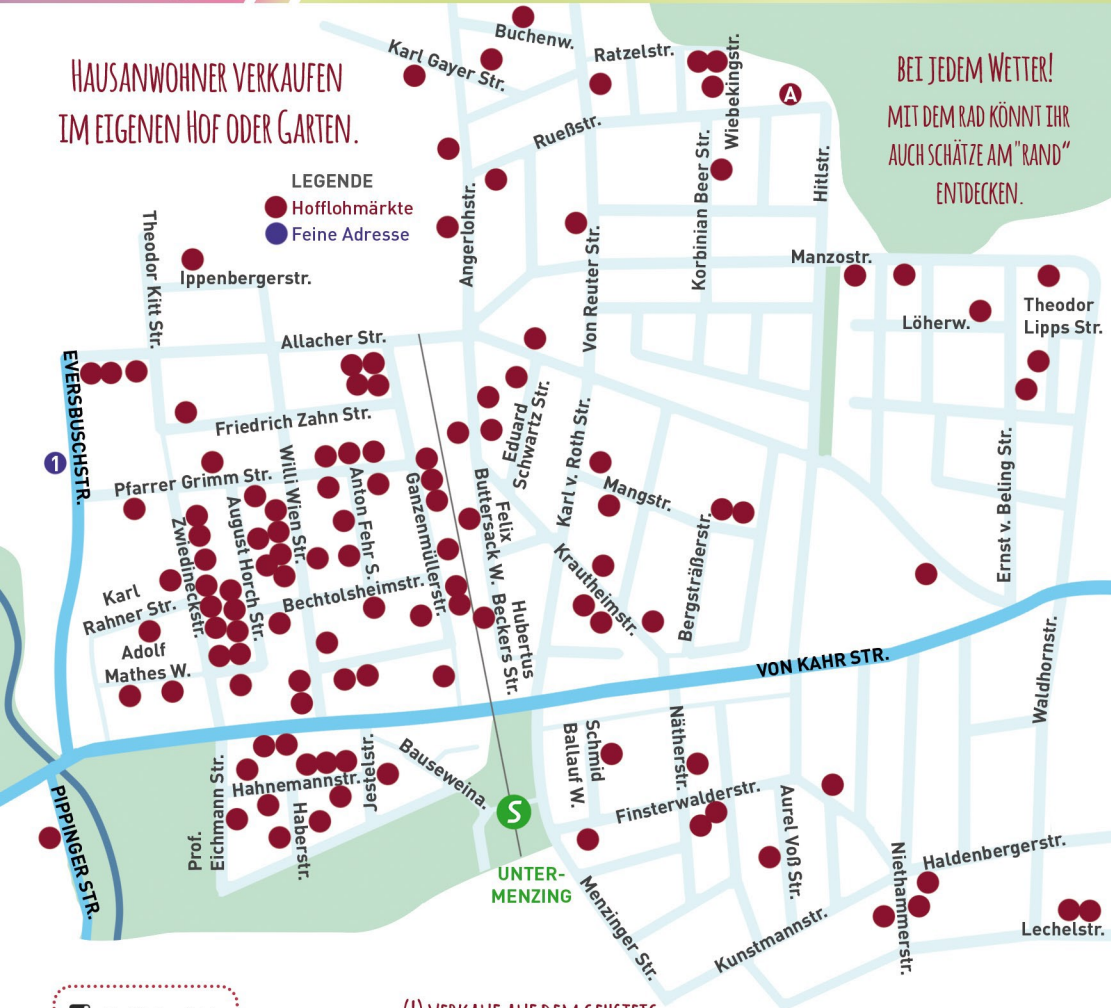 HAUSANWOHNER VERKAUFEN
IM EIGENEN HOF ODER GARTEN.
BEI JEDEM WETTER!
MIT DEM RAD KÖNNT IHR
AUCH SCHÄTZE AM "RAND“
ENTDECKEN.
LEGENDE
Hofflohmärkte
Feine Adresse
Buchenw.
Karl Gayer Str.
Ratzelstr.
Wiebekingstr.
A
Rueßstr.
Korbinian Beer Str.
Hitlstr.
Angerlohstr.
Von Reuter Str.
Theodor Kitt Str.
Ippenbergerstr.
Manzostr.
Löherw.
Theodor
Lipps Str.
Allacher Str.
EVERSBUSCHSTR.
1
Friedrich Zahn Str.
Eduard
Schwartz Str.
Karl v. Roth Str.
Pfarrer Grimm Str.
Willi Wien Str.
August Horch Str.
Zwiedineckstr.
Anton Fehr S.
Ganzenmüllerstr.
Felix
Buttersack W.
Mangstr.
Krautheimstr.
Bergsträßerstr.
Ernst v. Beling Str.
Karl
Rahner Str.
Bechtolsheimstr.
Hubertus
Beckers Str.
Adolf
Mathes W.
VON KAHR STR.
Waldhornstr.
PIPPINGER STR.
Prof.
Eichmann Str.
Hahnemannstr.
Haberstr.
Jestelstr.
Bauseweina.
S
UNTER-
MENZING
Schmid
Ballauf W.
Nätherstr.
Finsterwalderstr.
Aurel Voß Str.
Menzinger Str.
Kunstmannstr.
Niethammerstr.
Haldenbergerstr.
Lechelstr.
(!) VERKAUF AUF DEM GEHSTEIG